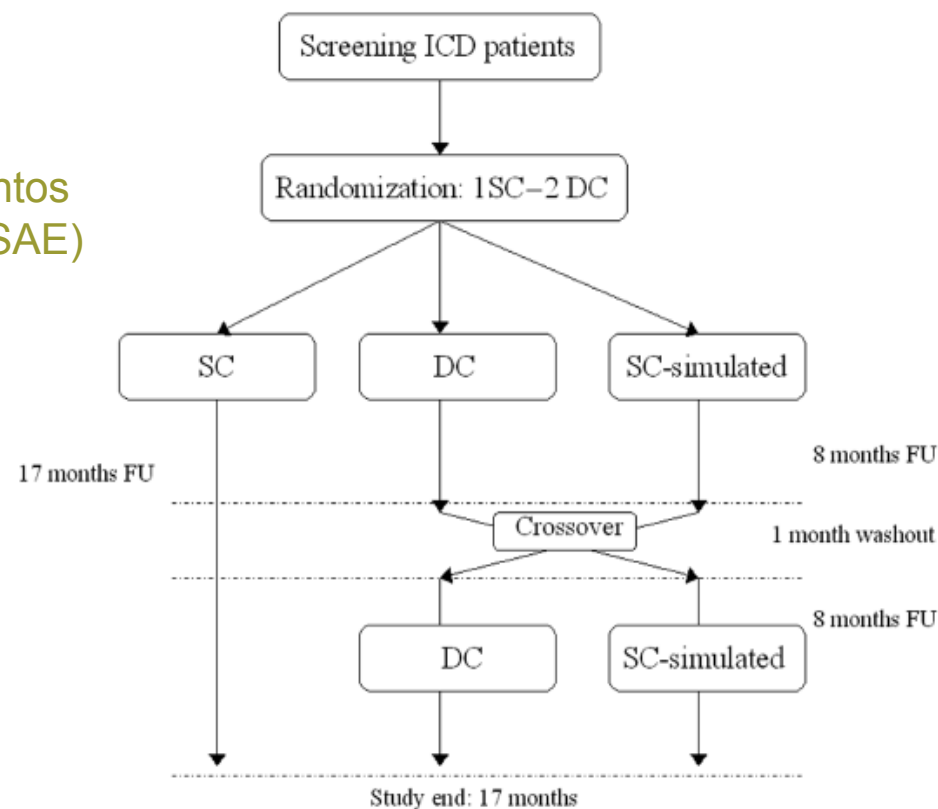 Screening ICD patients
ntos
SAE)
Randomization: 1SC–2 DC
SC
DC
SC-simulated
17 months FU
8 months FU
Crossover
1 month washout
8 months FU
DC
SC-simulated
Study end: 17 months